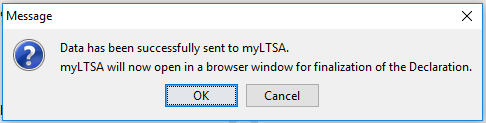 Message
Data has been successfully sent to myLTSA.
myLTSA will now open in a browser window for finalization of the Declaration.
OK
Cancel